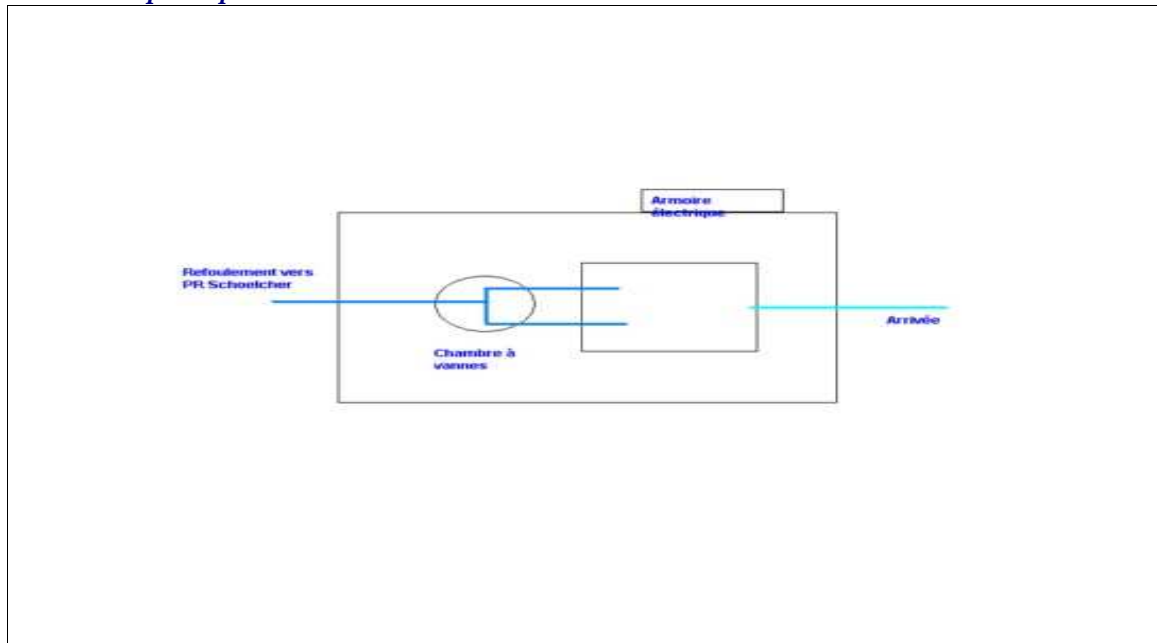 Armoire
électrique
Refoulement vers
PR Schoelcher
Arrivée
Chambre à
vannes